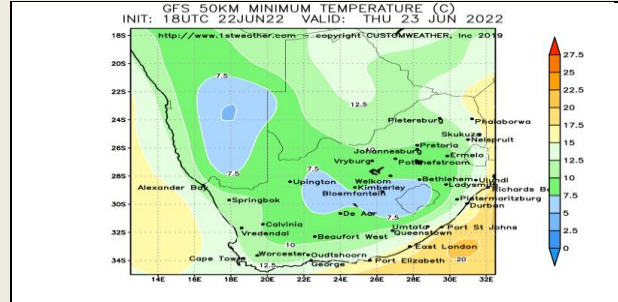 GFS 50KM MINIMUM TEMPERATURE (C)
INIT: 18UTC 22JUN22 VALID: THU 23 JUN 2022
http://www.1stweather.com – copyright CUSTOMWEATHER, Inc 2019
18S
20S
22S
24S
26S
28S
30S
32S
34S
7.5
12.5
7.5
10
7.5
7.5
10
12.5
20
Pietersburg
Phalaborwa
Skukuza
Nelspruit
Pretoria
Johannesburg
Ermelo
Vryburg
Potchefstroom
Alexander Bay
Upington
Welkom
Kimberley
Bethlehem
Ulundi
Ladysmith
Richards B
Bloemfontein
Springbok
Pietermaritzburg
Durban
De Aar
Calvinia
Vredendal
Umtata
Port St Johns
Queenstown
Beaufort West
East London
Cape Town
Worcester
Oudtshoorn
George
Port Elizabeth
14E 16E 18E 20E 22E 24E 26E 28E 30E 32E
27.5
25
22.5
20
17.5
15
12.5
10
7.5
5
2.5
0